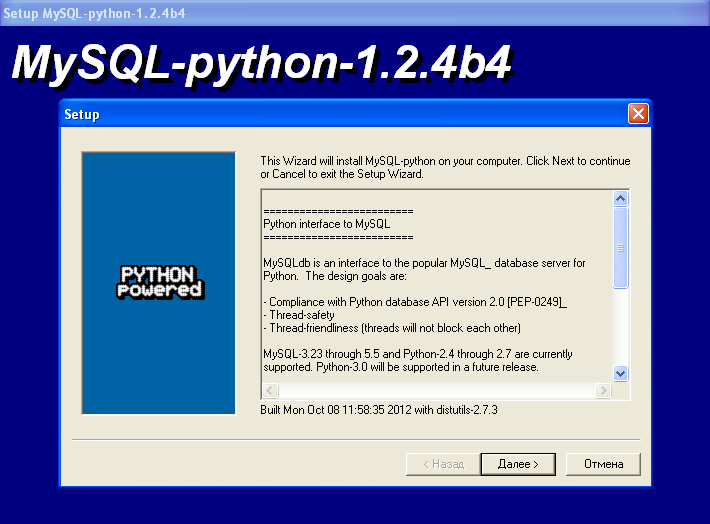 Setup MySQL-python-1.2.4b4
MySQL-python-1.2.4b4
Setup
PYTHON
powered
This Wizard will install MySQL-python on your computer. Click Next to continue
or Cancel to exit the Setup Wizard.
=========================
Python interface to MySQL
=========================
MySQLdb is an interface to the popular MySQL_ database server for
Python. The design goals are:
- Compliance with Python database API version 2.0 [PEP-0249]_
- Thread-safety
- Thread-friendliness (threads will not block each other)
MySQL-3.23 through 5.5 and Python-2.4 through 2.7 are currently
supported. Python-3.0 will be supported in a future release.
Built Mon Oct 08 11:58:35 2012 with distutils-2.7.3
< Назад
Далее >
Отмена